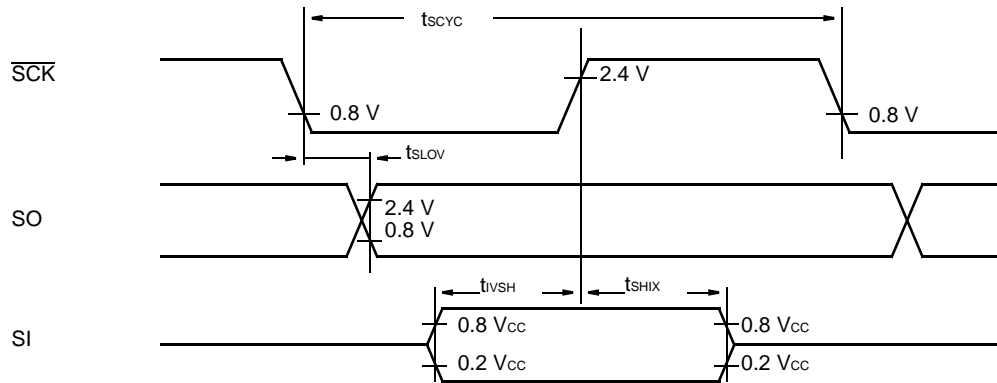 tSCYC
SCK
2.4 V
0.8 V
0.8 V
tSLOV
SO
2.4 V
0.8 V
tIVSH
tSHIX
SI
0.8 VCC
0.8 VCC
0.2 VCC
0.2 VCC